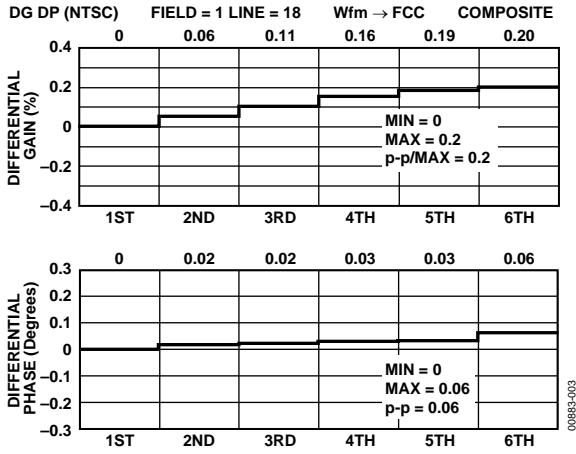 DG DP (NTSC) FIELD = 1 LINE = 18 Wfm → FCC COMPOSITE
0 0.06 0.11 0.16 0.19 0.20
DIFFERENTIAL
GAIN (%)
0.4
0.2
0
–0.2
–0.4
MIN = 0
MAX = 0.2
p-p/MAX = 0.2
1ST 2ND 3RD 4TH 5TH 6TH
0 0.02 0.02 0.03 0.03 0.06
DIFFERENTIAL
PHASE (Degrees)
0.3
0.2
0.1
0
–0.1
–0.2
–0.3
MIN = 0
MAX = 0.06
p-p = 0.06
1ST 2ND 3RD 4TH 5TH 6TH
00883-003